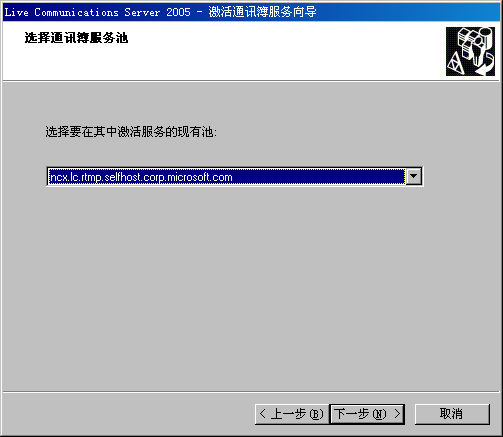 Live Communications Server 2005 - 激活通讯簿服务向导
选择通讯簿服务池
选择要在其中激活服务的现有池:
ncx.lc.rtmp.selfhost.corp.microsoft.com
< 上一步(B) 下一步(N) > 取消